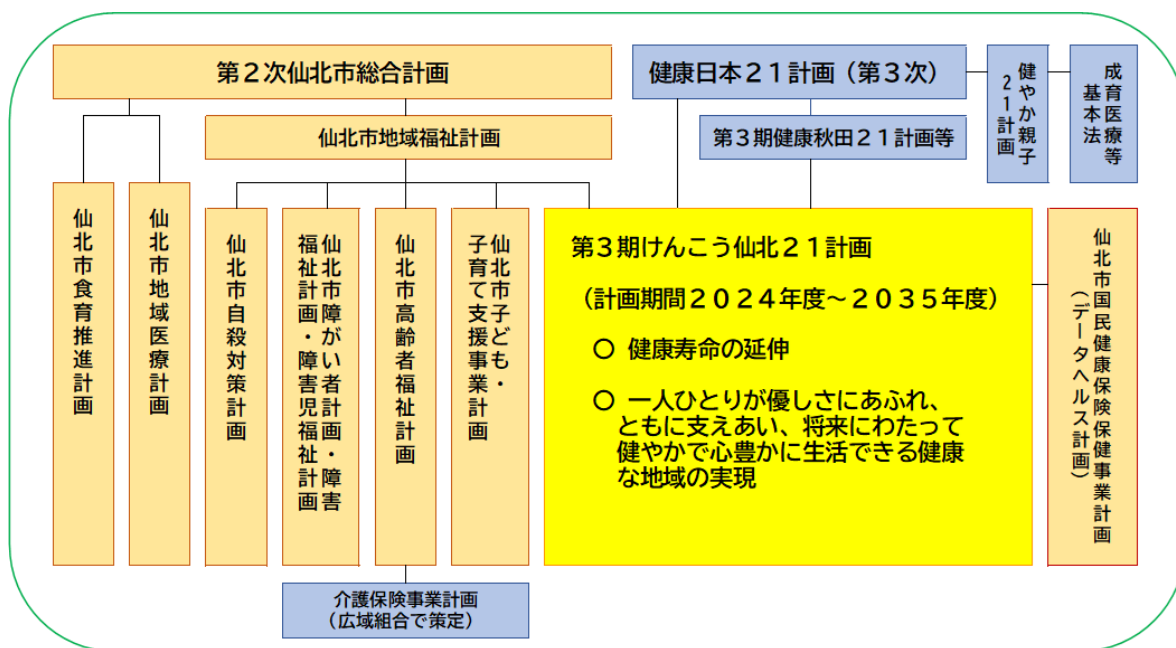 第２次仙北市総合計画
健康日本２１計画（第３次）
健やか親子
２１計画
成育医療等
基本法
仙北市地域福祉計画
第３期健康秋田２１計画等
仙北市食育推進計画
仙北市地域医療計画
仙北市自殺対策計画
仙北市障がい者計画・障害
福祉計画・障害児福祉計画
仙北市高齢者福祉計画
仙北市子ども・
子育て支援事業計画
第３期けんこう仙北２１計画
（計画期間２０２４年度～２０３５年度）
○ 健康寿命の延伸
○ 一人ひとりが優しさにあふれ、
ともに支えあい、将来にわたって
健やかで心豊かに生活できる健康
な地域の実現
仙北市国民健康保険保健事業計画
（データヘルス計画）
介護保険事業計画
（広域組合で策定）